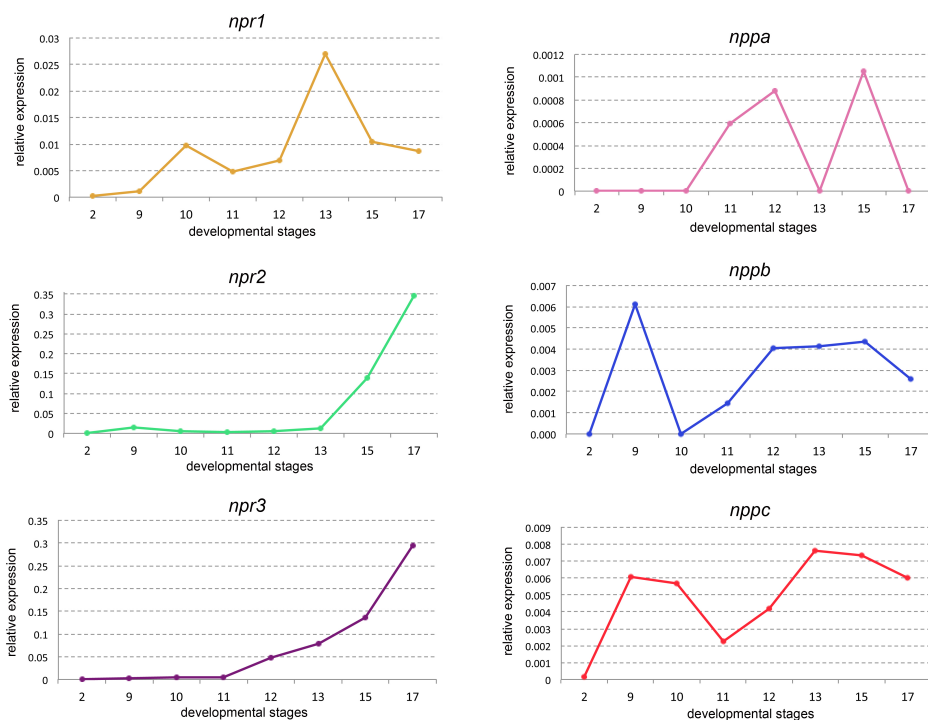 npr1
relative expression
0.03
0.025
0.02
0.015
0.01
0.005
0
2 9 10 11 12 13 15 17
developmental stages
nppa
relative expression
0.0012
0.001
0.0008
0.0006
0.0004
0.0002
0
2 9 10 11 12 13 15 17
developmental stages
npr2
relative expression
0.35
0.3
0.25
0.2
0.15
0.1
0.05
0
2 9 10 11 12 13 15 17
developmental stages
nppb
relative expression
0.007
0.006
0.005
0.004
0.003
0.002
0.001
0.000
2 9 10 11 12 13 15 17
developmental stages
npr3
relative expression
0.35
0.3
0.25
0.2
0.15
0.1
0.05
0
2 9 10 11 12 13 15 17
developmental stages
nppc
relative expression
0.009
0.008
0.007
0.006
0.004
0.003
0.002
0.001
0
2 9 10 11 12 13 15 17
developmental stages